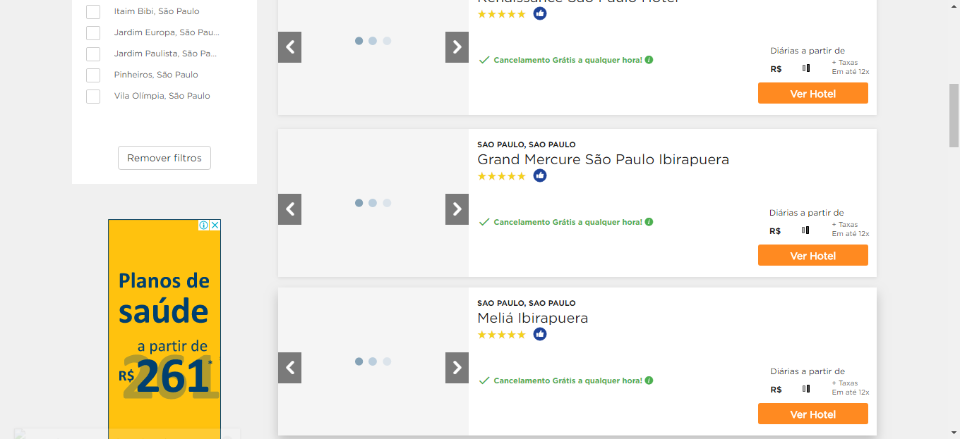 Itaim Bibi, São Paulo
Jardim Europa, São Pau...
Jardim Paulista, São Pa...
Pinheiros, São Paulo
Vila Olímpia, São Paulo
Remover filtros
Planos de
saúde
a partir de
R$261*
Renaissance São Paulo Hotel
Cancelamento Grátis a qualquer hora!
Diárias a partir de
R$
+ Taxas
Em até 12x
Ver Hotel
SAO PAULO, SAO PAULO
Grand Mercure São Paulo Ibirapuera
Cancelamento Grátis a qualquer hora!
Diárias a partir de
R$
+ Taxas
Em até 12x
Ver Hotel
SAO PAULO, SAO PAULO
Meliá Ibirapuera
Cancelamento Grátis a qualquer hora!
Diárias a partir de
R$
+ Taxas
Em até 12x
Ver Hotel